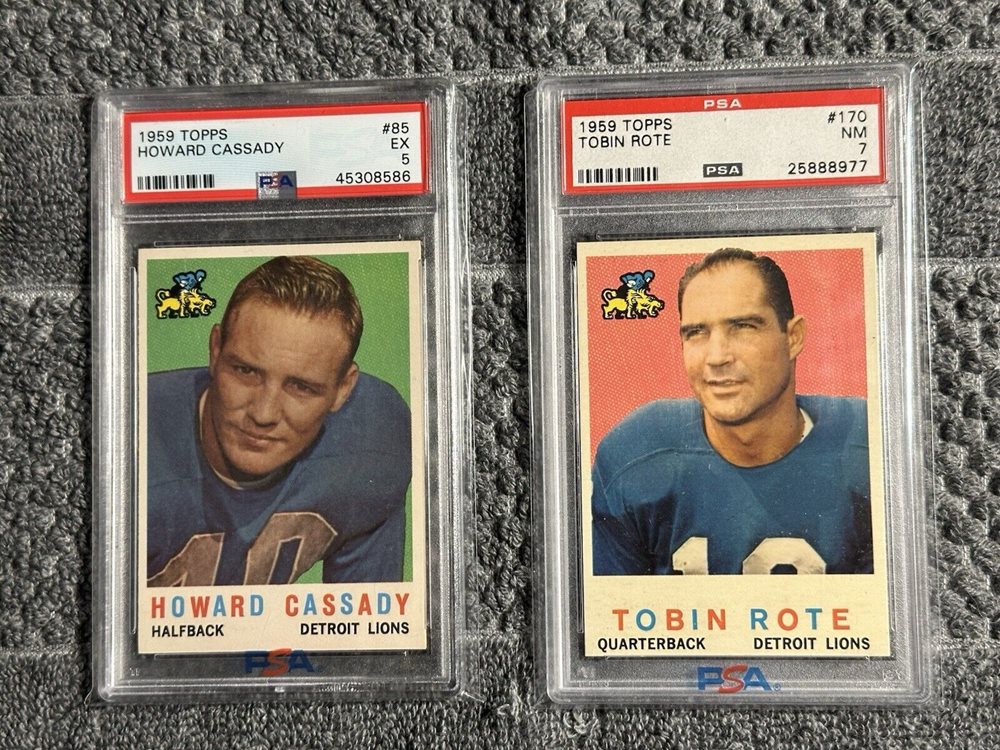 1959 TOPPS #85
HOWARD CASSADY EX
5
PSA 45308586
40
HOWARD CASSADY
HALFBACK DETROIT LIONS
PSA
PSA
1959 TOPPS #170
TOBIN ROTE NM
7
PSA 25888977
TOBIN ROTE
QUARTERBACK DETROIT LIONS
PSA®